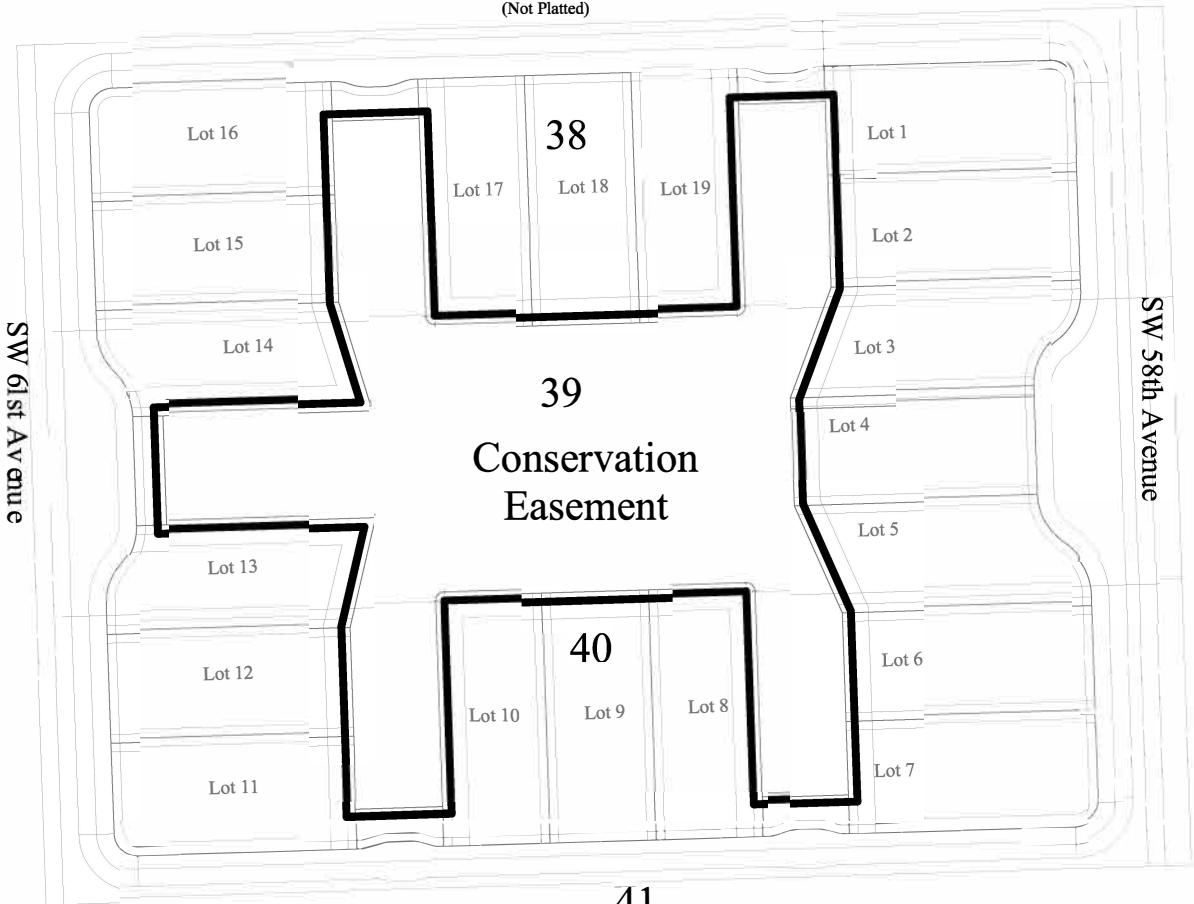 (Not Platted)
Lot 16
38
Lot 1
Lot 17
Lot 18
Lot 19
Lot 15
Lot 2
Lot 14
Lot 3
SW 61st Avenue
SW 58th Avenue
39
Lot 4
Conservation
Easement
Lot 5
Lot 13
40
Lot 12
Lot 6
Lot 10
Lot 9
Lot 8
Lot 11
Lot 7
41